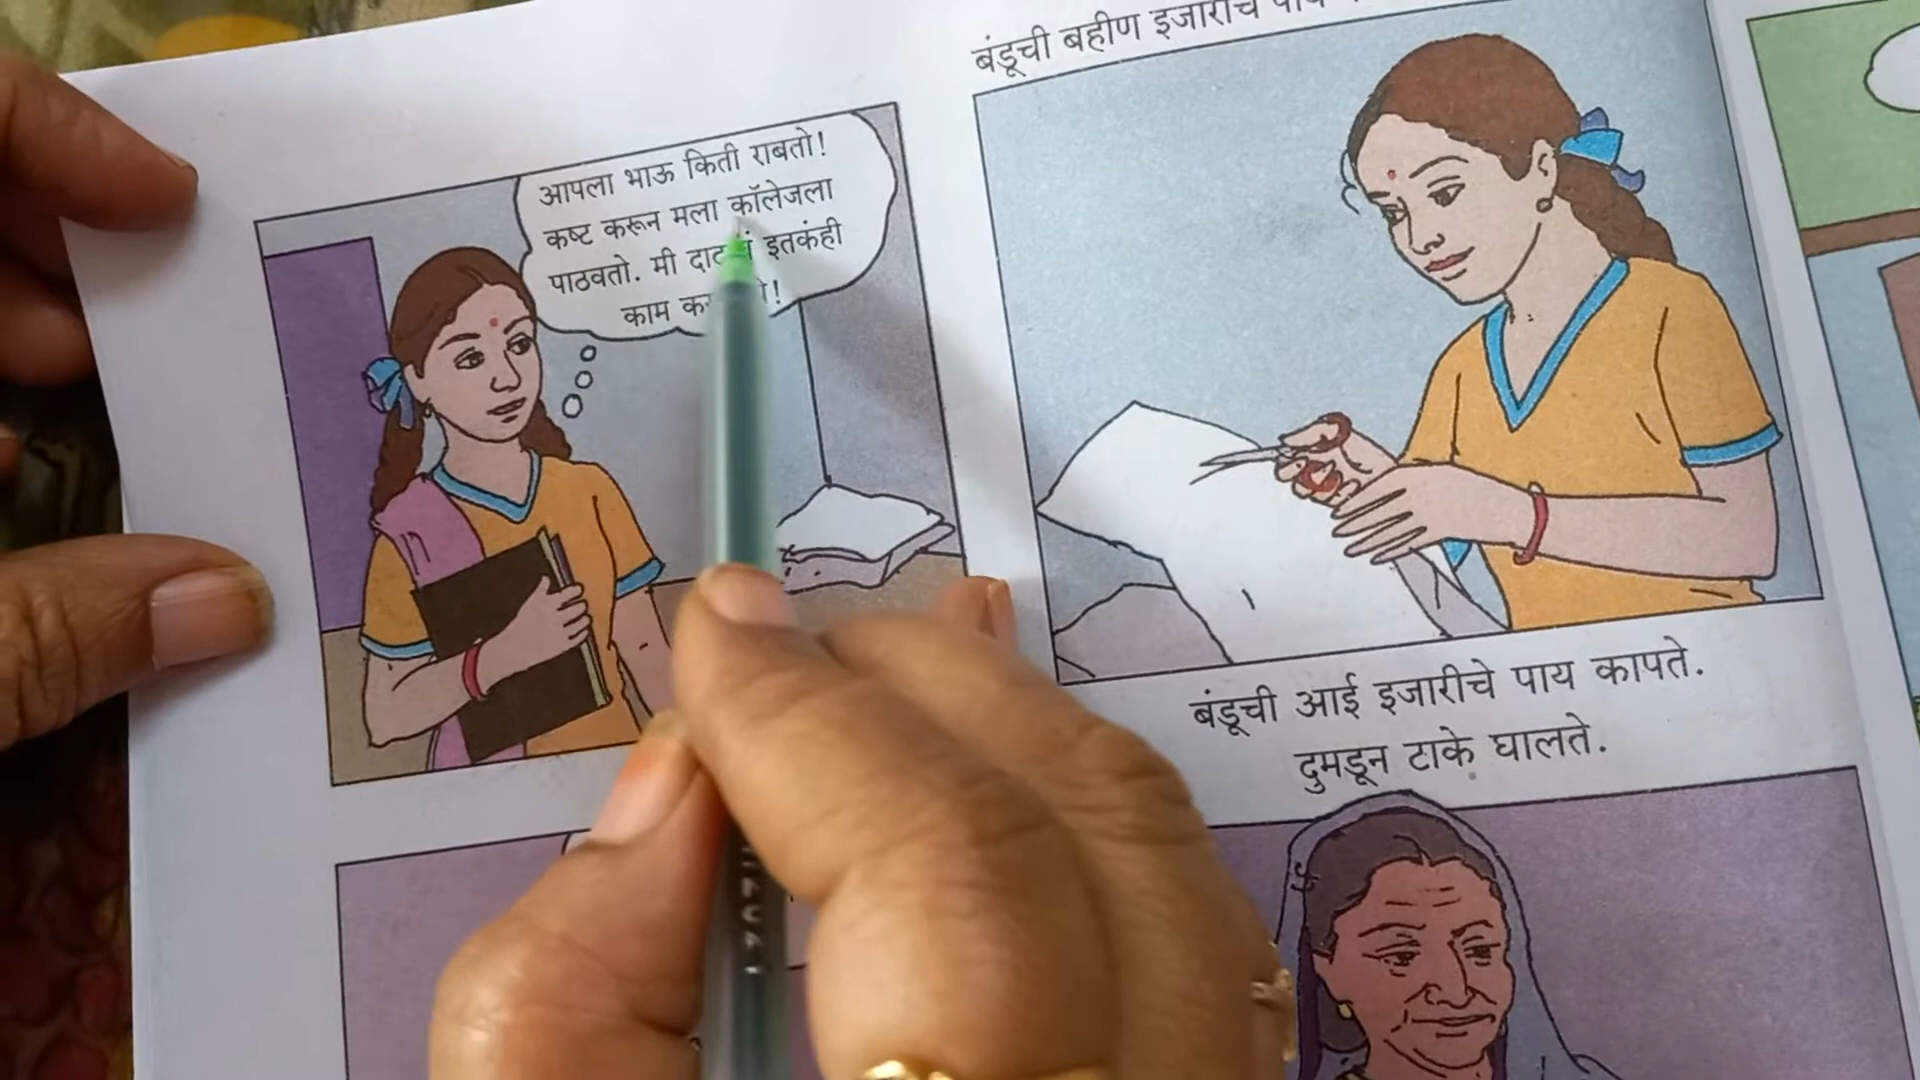 आपला भाऊ किती राबतो!
कष्ट करून मला कॉलेजला
पाठवतो. मी इतकंही
काम
बंडूची बहीण इजारीचे पाय
बंडूची आई इजारीचे पाय कापते.
दुमडून टाके घालते.